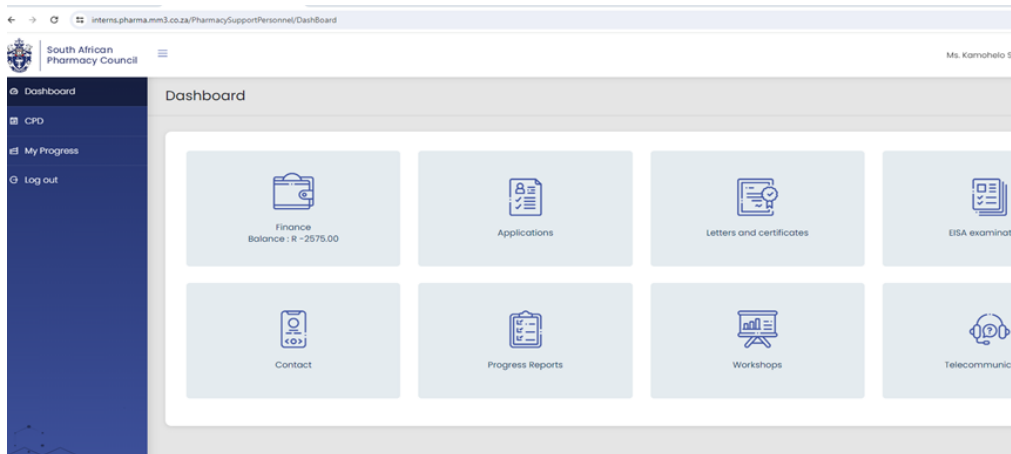 interns.pharma.mm3.co.za/PharmacySupportPersonnel/DashBoard
South African
Pharmacy Council
Ms. Kamohelo S
Dashboard
CPD
My Progress
Log out
Dashboard
Finance
Balance : R -2575.00
Applications
Letters and certificates
EISA examinat
Contact
Progress Reports
Workshops
Telecommunic